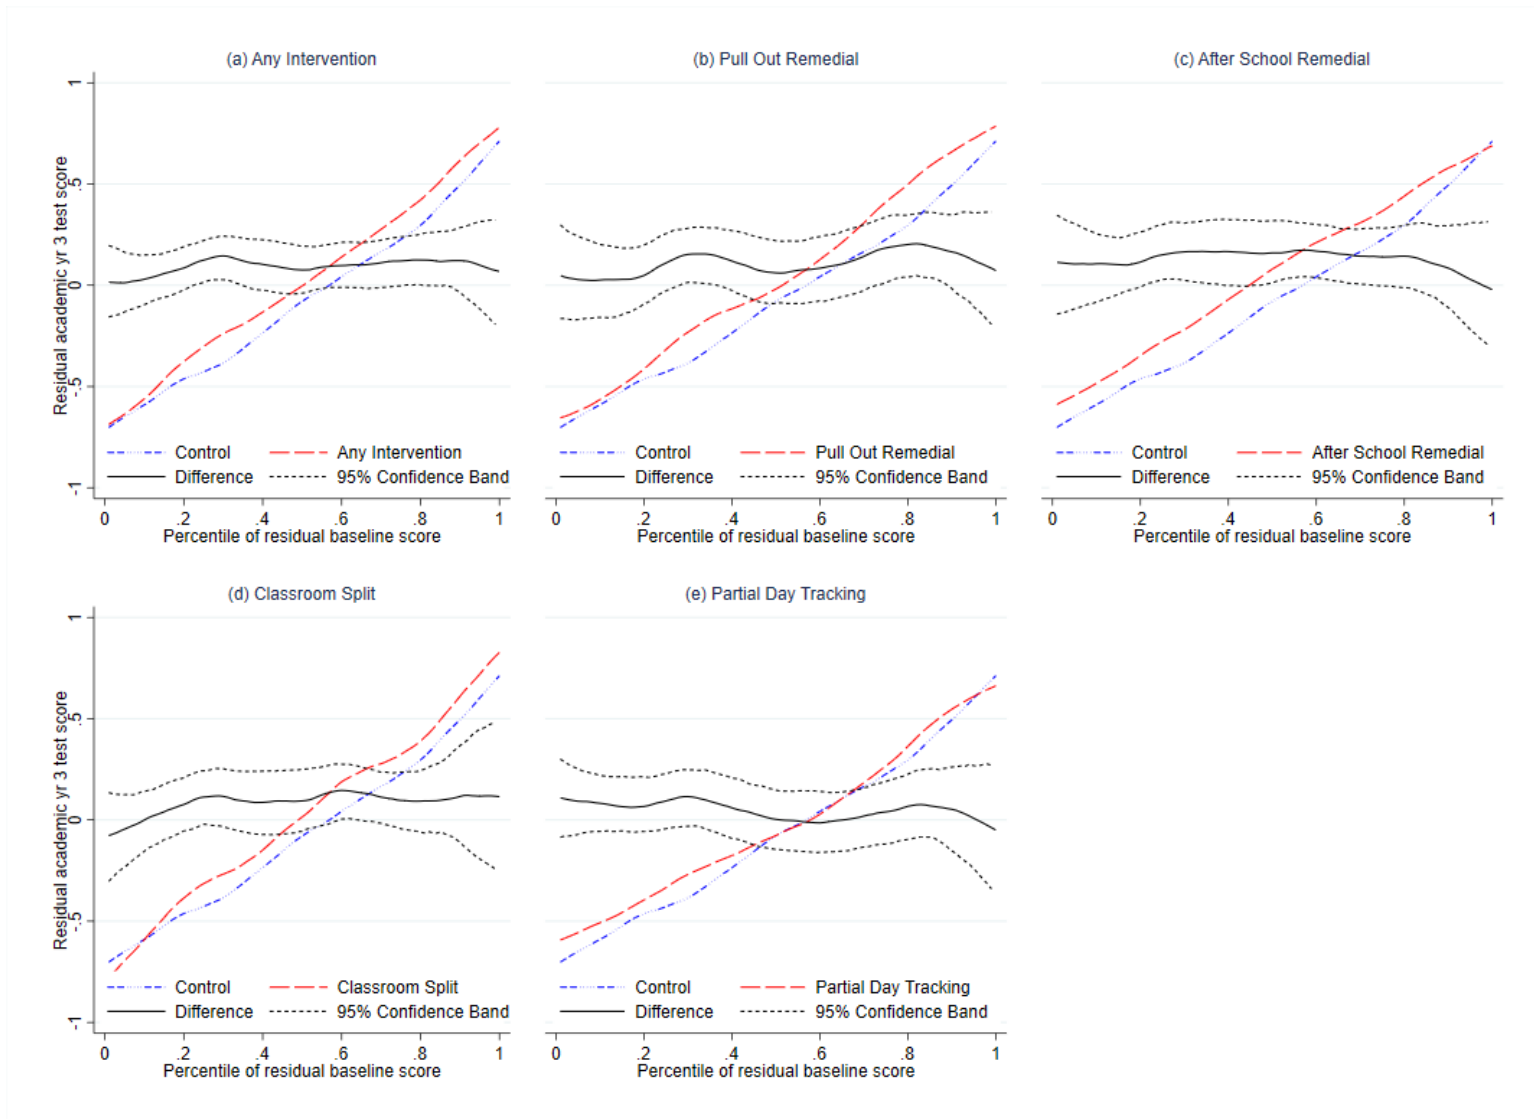 (a) Any Intervention
(b) Pull Out Remedial
(c) After School Remedial
Residual academic yr 3 test score
1
.5
0
-.5
-1
Control
Any Intervention
Difference
95% Confidence Band
0 .2 .4 .6 .8 1
Percentile of residual baseline score
Control
Pull Out Remedial
Difference
95% Confidence Band
0 .2 .4 .6 .8 1
Percentile of residual baseline score
Control
After School Remedial
Difference
95% Confidence Band
0 .2 .4 .6 .8 1
Percentile of residual baseline score
(d) Classroom Split
(e) Partial Day Tracking
Residual academic yr 3 test score
1
.5
0
-.5
-1
Control
Classroom Split
Difference
95% Confidence Band
0 .2 .4 .6 .8 1
Percentile of residual baseline score
Control
Partial Day Tracking
Difference
95% Confidence Band
0 .2 .4 .6 .8 1
Percentile of residual baseline score